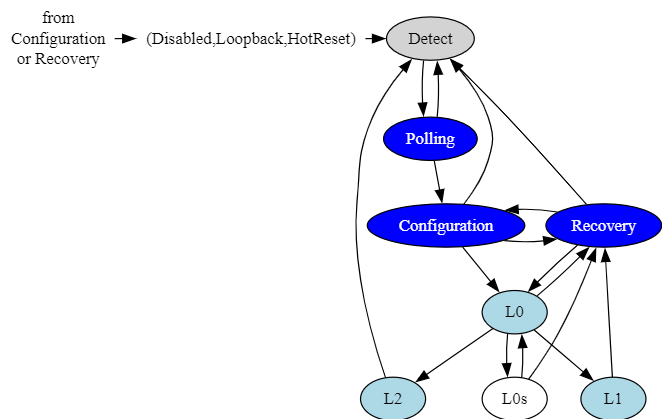 from
Configuration
or Recovery
(Disabled,Loopback,HotReset)
Detect
Polling
Configuration
Recovery
L0
L2
L0s
L1